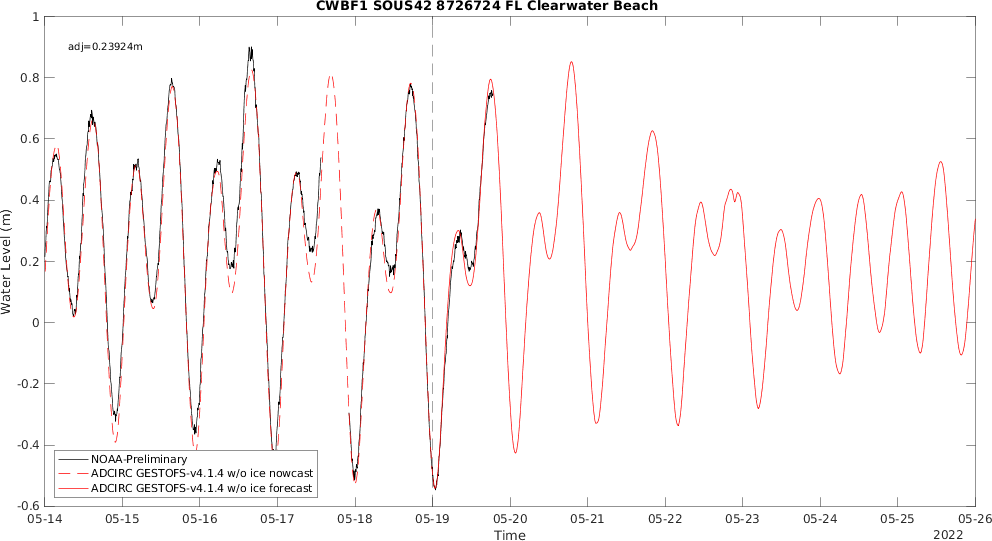 CWBF1 SOUS42 8726724 FL Clearwater Beach
adj=0.23924m
1
0.8
0.6
0.4
0.2
0
-0.2
-0.4
-0.6
Water Level (m)
NOAA-Preliminary
ADCIRC GESTOFS-v4.1.4 w/o ice nowcast
ADCIRC GESTOFS-v4.1.4 w/o ice forecast
05-14 05-15 05-16 05-17 05-18 05-19 05-20 05-21 05-22 05-23 05-24 05-25 05-26
Time
2022